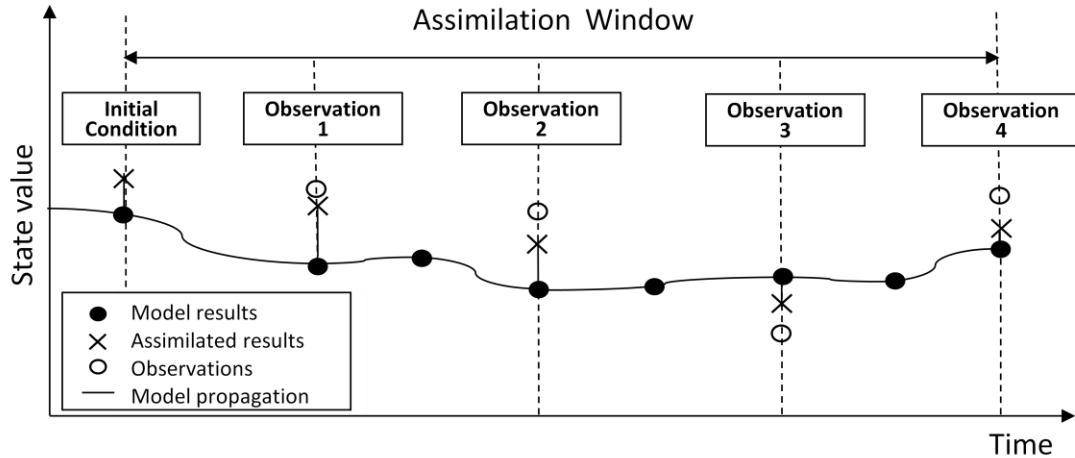 Assimilation Window
Initial
Condition
Observation
1
Observation
2
Observation
3
Observation
4
State value
Model results
Assimilated results
Observations
Model propagation
Time